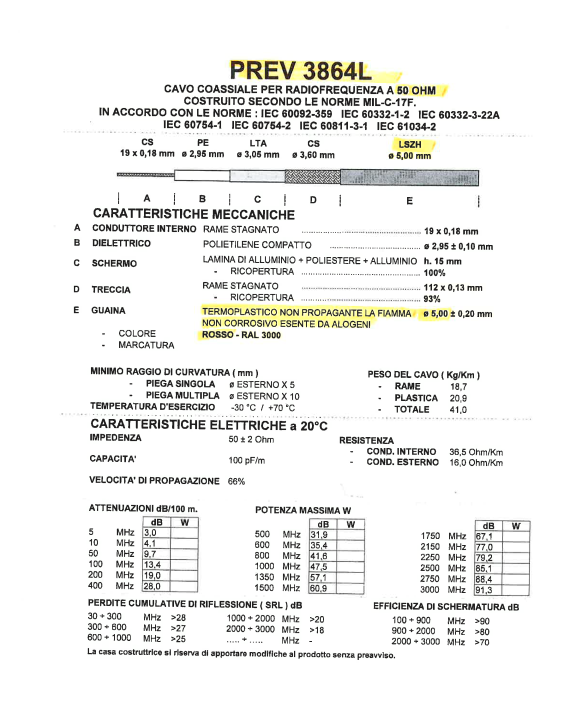 PREV 3864L
CAVO COASSIALE PER RADIOFREQUENZA A 50 OHM
COSTRUITO SECONDO LE NORME MIL-C-17F.
IN ACCORDO CON LE NORME : IEC 60092-359 IEC 60332-1-2 IEC 60332-3-22A
IEC 60754-1 IEC 60754-2 IEC 60811-3-1 IEC 61034-2
CS PE LTA CS LSZH
19 x 0,18 mm ø 2,95 mm ø 3,05 mm ø 3,60 mm ø 5,00 mm
A B C D E
CARATTERISTICHE MECCANICHE
A CONDUTTORE INTERNO RAME STAGNATO ........ 19 x 0,18 mm
B DIELETTRICO POLIETILENE COMPATTO ........ ø 2,95 ± 0,10 mm
C SCHERMO LAMINA DI ALLUMINIO + POLIESTERE + ALLUMINIO h. 15 mm
- RICOPERTURA ........ 100%
D TRECCIA RAME STAGNATO ........ 112 x 0,13 mm
- RICOPERTURA ........ 93%
E GUAINA TERMOPLASTICO NON PROPAGANTE LA FIAMMA ø 5,00 ± 0,20 mm
NON CORROSIVO ESENTE DA ALOGENI
- COLORE ROSSO - RAL 3000
- MARCATURA
MINIMO RAGGIO DI CURVATURA ( mm ) PESO DEL CAVO ( Kg/Km )
- PIEGA SINGOLA ø ESTERNO X 5 - RAME 18,7
- PIEGA MULTIPLA ø ESTERNO X 10 - PLASTICA 20,9
TEMPERATURA D'ESERCIZIO -30 °C / +70 °C - TOTALE 41,0
CARATTERISTICHE ELETTRICHE a 20°C
IMPEDENZA 50 ± 2 Ohm RESISTENZA
- COND. INTERNO 36,5 Ohm/Km
CAPACITA' 100 pF/m - COND. ESTERNO 16,0 Ohm/Km
VELOCITA' DI PROPAGAZIONE 66%
ATTENUAZIONI dB/100 m. POTENZA MASSIMA W
dB W dB W dB W
5 MHz 3,0 500 MHz 31,9 1750 MHz 67,1
10 MHz 4,1 600 MHz 35,4 2150 MHz 77,0
50 MHz 9,7 800 MHz 41,6 2250 MHz 79,2
100 MHz 13,4 1000 MHz 47,5 2500 MHz 85,1
200 MHz 19,0 1350 MHz 57,1 2750 MHz 88,4
400 MHz 28,0 1500 MHz 60,9 3000 MHz 91,3
PERDITE CUMULATIVE DI RIFLESSIONE ( SRL ) dB EFFICIENZA DI SCHERMATURA dB
30 ÷ 300 MHz >28 1000 ÷ 2000 MHz >20 100 ÷ 900 MHz >90
300 ÷ 600 MHz >27 2000 ÷ 3000 MHz >18 900 ÷ 2000 MHz >80
600 ÷ 1000 MHz >25 ..... ÷ ..... MHz - 2000 ÷ 3000 MHz >70
La casa costruttrice si riserva di apportare modifiche al prodotto senza preavviso.